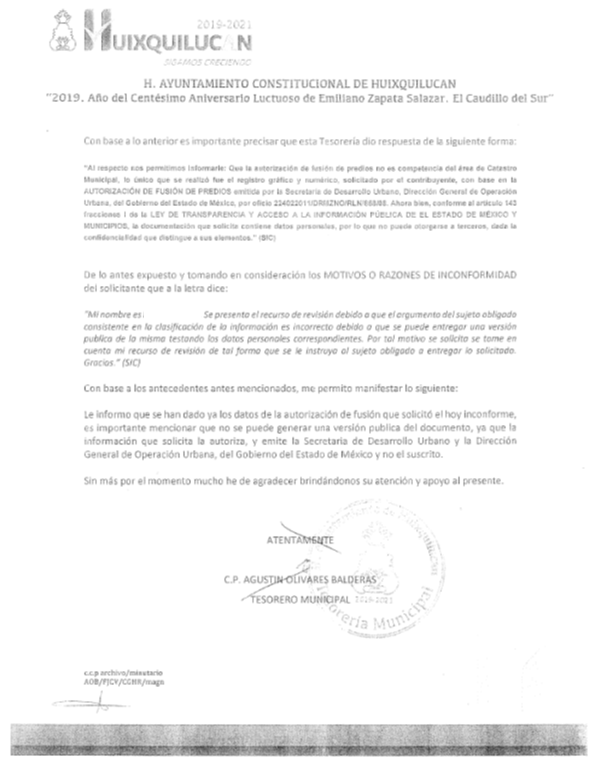 2019-2021
HUIXQUILUCAN
SIGAMOS CRECIENDO
H. AYUNTAMIENTO CONSTITUCIONAL DE HUIXQUILUCAN
"2019. Año del Centésimo Aniversario Luctuoso de Emiliano Zapata Salazar. El Caudillo del Sur"
Con base a lo anterior es importante precisar que esta Tesorería dio respuesta de la siguiente forma:
"Al respecto nos permitimos informarle: Que la autorización de fusión de predios no es competencia del área de Catastro
Municipal, lo único que se realizó fue el registro gráfico y numérico, solicitado por el contribuyente, con base en la
AUTORIZACIÓN DE FUSIÓN DE PREDIOS emitida por la Secretaria de Desarrollo Urbano, Dirección General de Operación
Urbana, del Gobierno del Estado de México, por oficio Ahora bien, conforme al artículo 143
fracciones I de la LEY DE TRANSPARENCIA Y ACCESO A LA INFORMACIÓN PÚBLICA DE EL ESTADO DE MÉXICO Y
MUNICIPIOS, la documentación que solicita contiene datos personales, por lo que no puede otorgarse a terceros, dada la
confidencialidad que distingue a sus elementos." (SIC)
De lo antes expuesto y tomando en consideración los MOTIVOS O RAZONES DE INCONFORMIDAD
del solicitante que a la letra dice:
"Mi nombre es: Se presenta el recurso de revisión debido a que el argumento del sujeto obligado
consistente en la clasificación de la información es incorrecto debido a que se puede entregar una versión
publica de la misma testando los datos personales correspondientes. Por tal motivo se solicita se tome en
cuenta mi recurso de revisión de tal forma que se le instruya al sujeto obligado a entregar lo solicitado.
Gracias." (SIC)
Con base a los antecedentes antes mencionados, me permito manifestar lo siguiente:
Le informo que se han dado ya los datos de la autorización de fusión que solicitó el hoy inconforme,
es importante mencionar que no se puede generar una versión publica del documento, ya que la
información que solicita la autoriza, y emite la Secretaria de Desarrollo Urbano y la Dirección
General de Operación Urbana, del Gobierno del Estado de México y no el suscrito.
Sin más por el momento mucho he de agradecer brindándonos su atención y apoyo al presente.
ATENTAMENTE
C.P. AGUSTIN OLIVARES BALDERAS
TESORERO MUNICIPAL
2019-2021
Tesorería Municipal
c.c.p archivo/minutario
AOB/FJCV/CGHR/magn